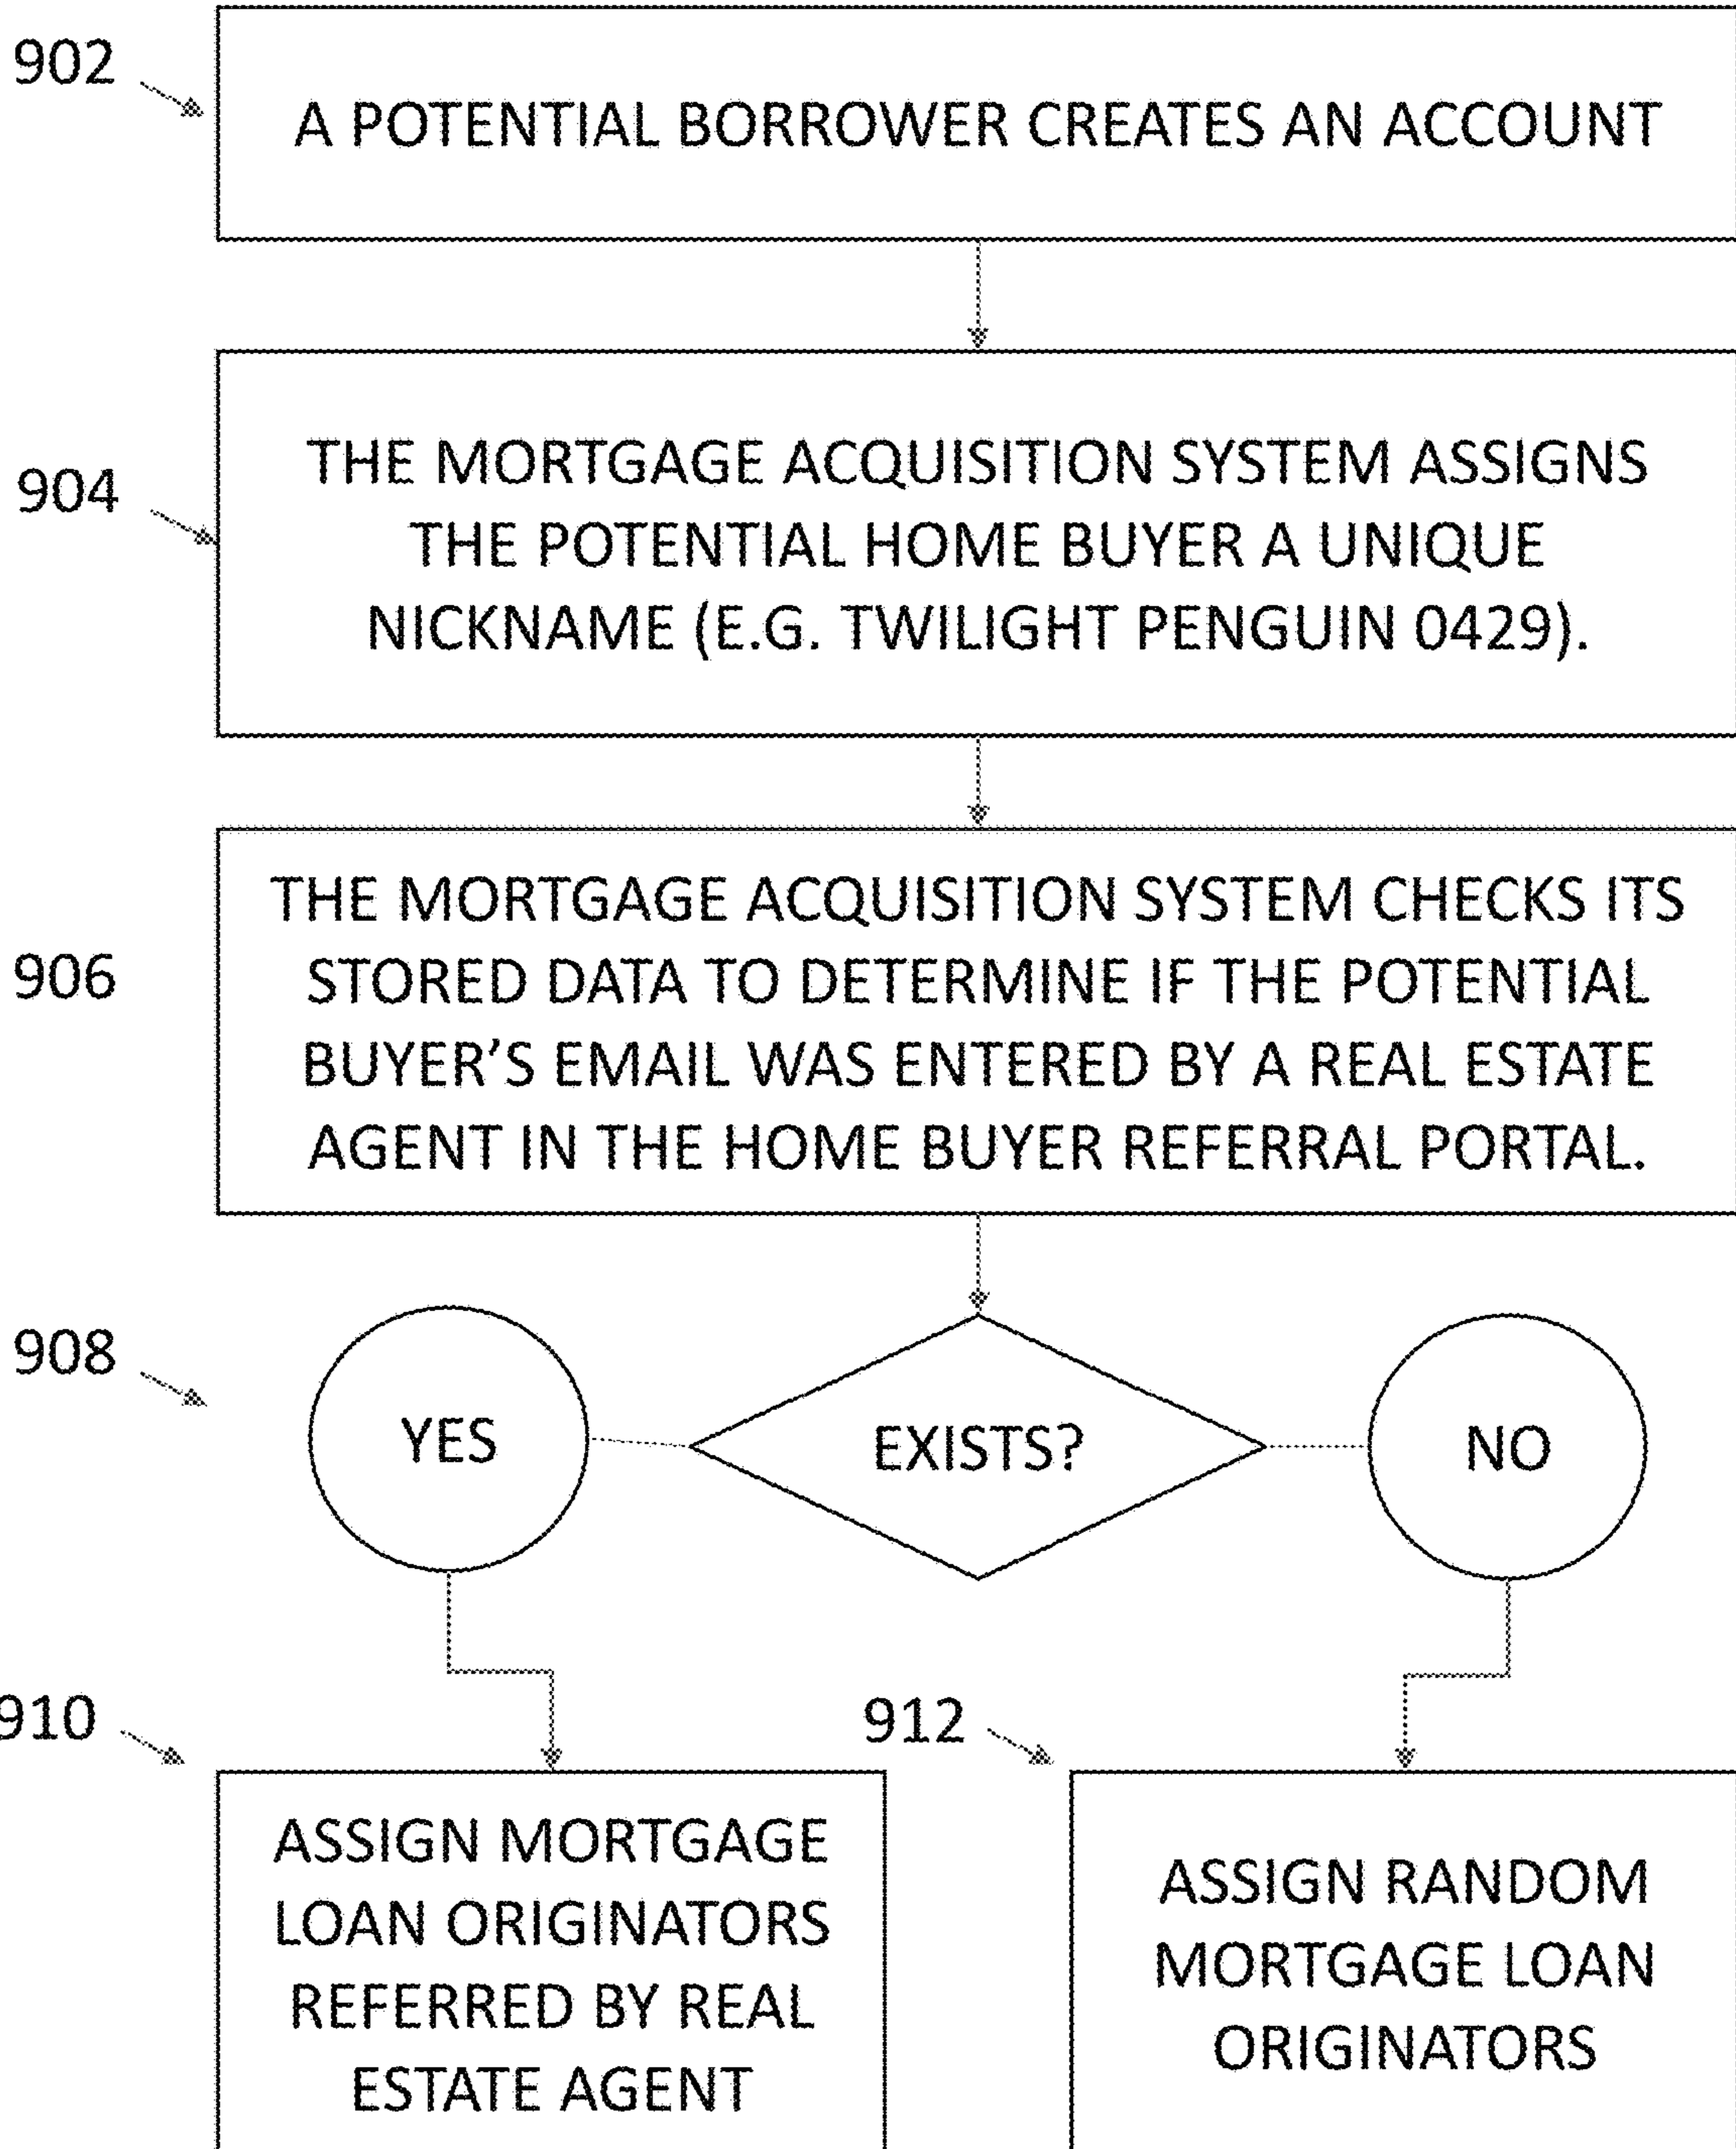 902
A POTENTIAL BORROWER CREATES AN ACCOUNT
904
THE MORTGAGE ACQUISITION SYSTEM ASSIGNS
THE POTENTIAL HOME BUYER A UNIQUE
NICKNAME (E.G. TWILIGHT PENGUIN 0429).
906
THE MORTGAGE ACQUISITION SYSTEM CHECKS ITS
STORED DATA TO DETERMINE IF THE POTENTIAL
BUYER'S EMAIL WAS ENTERED BY A REAL ESTATE
AGENT IN THE HOME BUYER REFERRAL PORTAL.
908
YES
EXISTS?
NO
910
ASSIGN MORTGAGE
LOAN ORIGINATORS
REFERRED BY REAL
ESTATE AGENT
912
ASSIGN RANDOM
MORTGAGE LOAN
ORIGINATORS